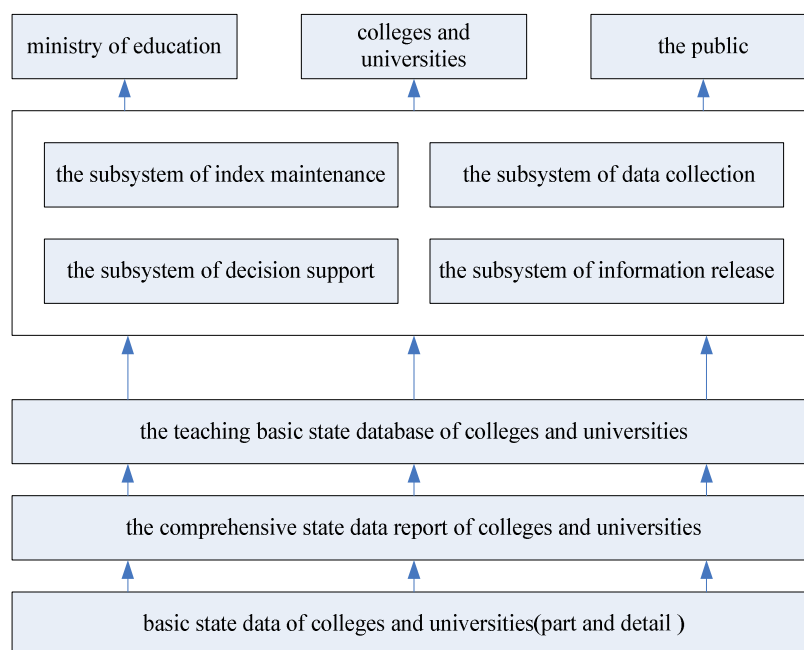 ministry of education
colleges and
universities
the public
the subsystem of index maintenance
the subsystem of data collection
the subsystem of decision support
the subsystem of information release
the teaching basic state database of colleges and universities
the comprehensive state data report of colleges and universities
basic state data of colleges and universities(part and detail )